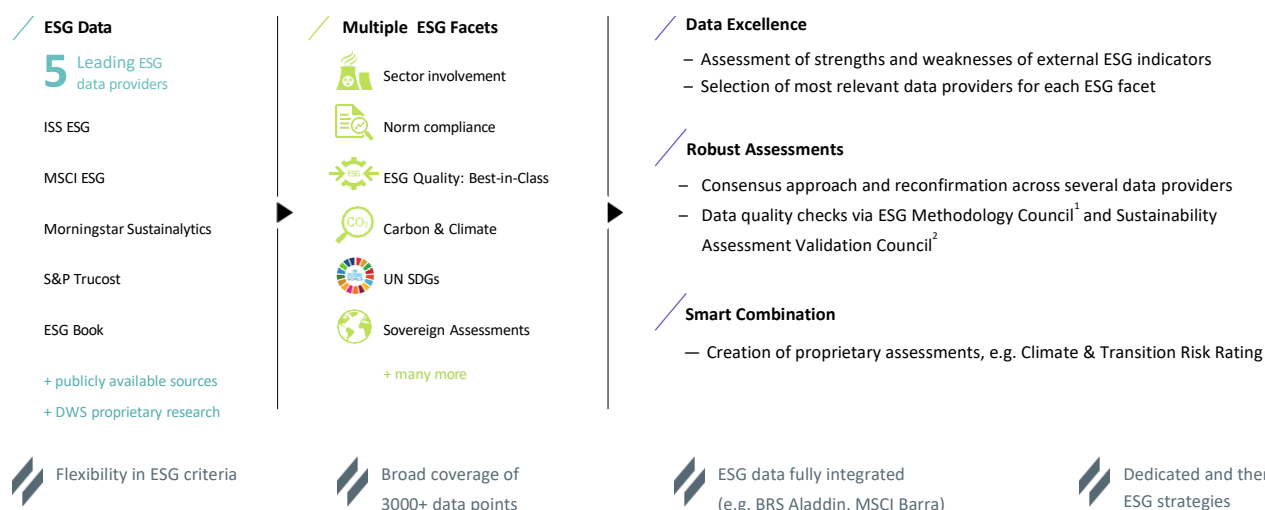 ESG Data
5 Leading ESG
data providers
ISS ESG
MSCI ESG
Morningstar Sustainalytics
S&P Trucost
ESG Book
+ publicly available sources
+ DWS proprietary research
Multiple ESG Facets
Sector involvement
Norm compliance
ESG
ESG Quality: Best-in-Class
CO₂
Carbon & Climate
UN SDGs
Sovereign Assessments
+ many more
Data Excellence
– Assessment of strengths and weaknesses of external ESG indicators
– Selection of most relevant data providers for each ESG facet
Robust Assessments
– Consensus approach and reconfirmation across several data providers
– Data quality checks via ESG Methodology Council¹ and Sustainability
Assessment Validation Council²
Smart Combination
— Creation of proprietary assessments, e.g. Climate & Transition Risk Rating
Flexibility in ESG criteria
Broad coverage of
3000+ data points
ESG data fully integrated
(e.g. BRS Aladdin, MSCI Barra)
Dedicated and
ESG strategies